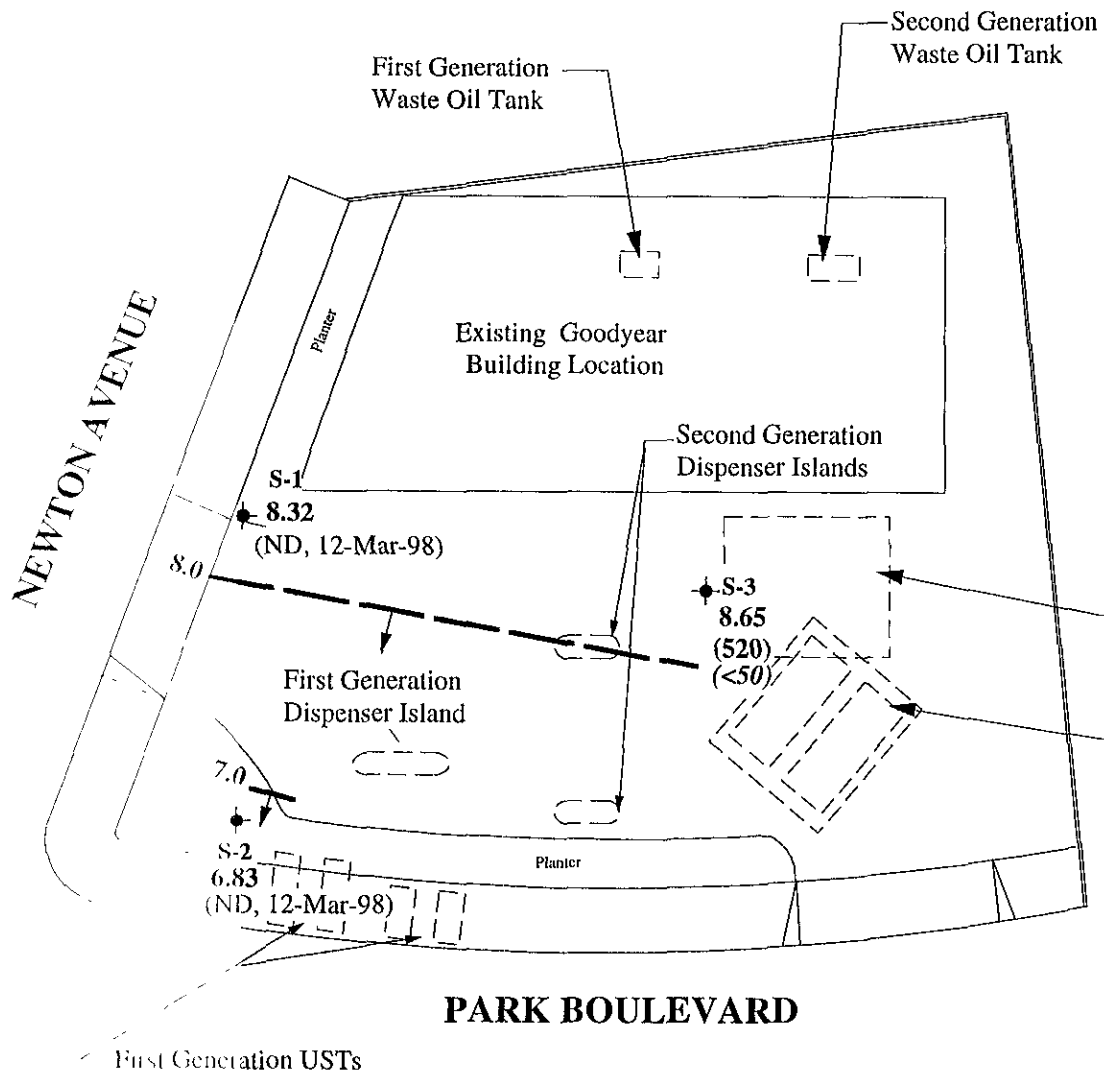 Second Generation
Waste Oil Tank
First Generation
Waste Oil Tank
Planter
Existing Goodyear
Building Location
NEWTON AVENUE
Second Generation
Dispenser Islands
S-1
8.32
(ND, 12-Mar-98)
8.0
S-3
8.65
(520)
(<50)
First Generation
Dispenser Island
7.0
S-2
6.83
(ND, 12-Mar-98)
Planter
PARK BOULEVARD
First Generation USTs